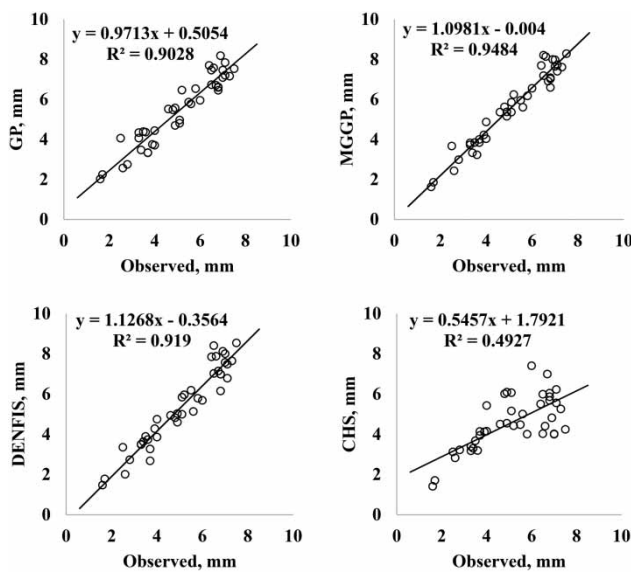 10
y = 0.9713x + 0.5054
R² = 0.9028
8
6
4
2
0
GP, mm
0 2 4 6 8 10
Observed, mm
10
y = 1.0981x - 0.004
R² = 0.9484
8
6
4
2
0
MGGP, mm
0 2 4 6 8 10
Observed, mm
10
y = 1.1268x - 0.3564
R² = 0.919
8
6
4
2
0
DENFIS, mm
0 2 4 6 8 10
Observed, mm
10
y = 0.5457x + 1.7921
R² = 0.4927
8
6
4
2
0
CHS, mm
0 2 4 6 8 10
Observed, mm